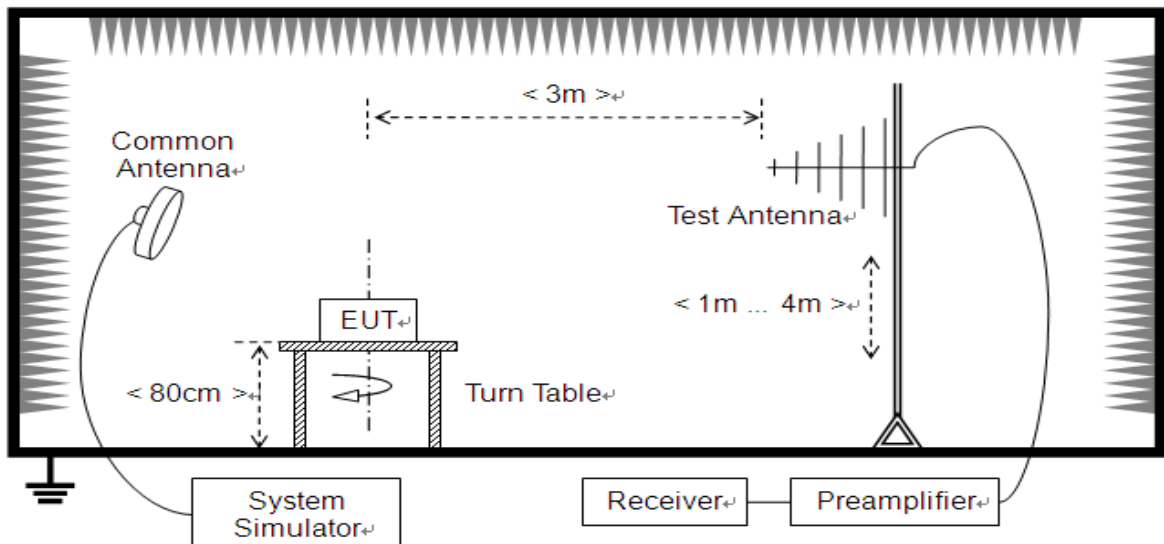 < 3m >↵
Common
Antenna↵
Test Antenna↵
< 1m ... 4m >↵
EUT↵
< 80cm >↵
Turn Table↵
System
Simulator↵
Receiver↵
Preamplifier↵